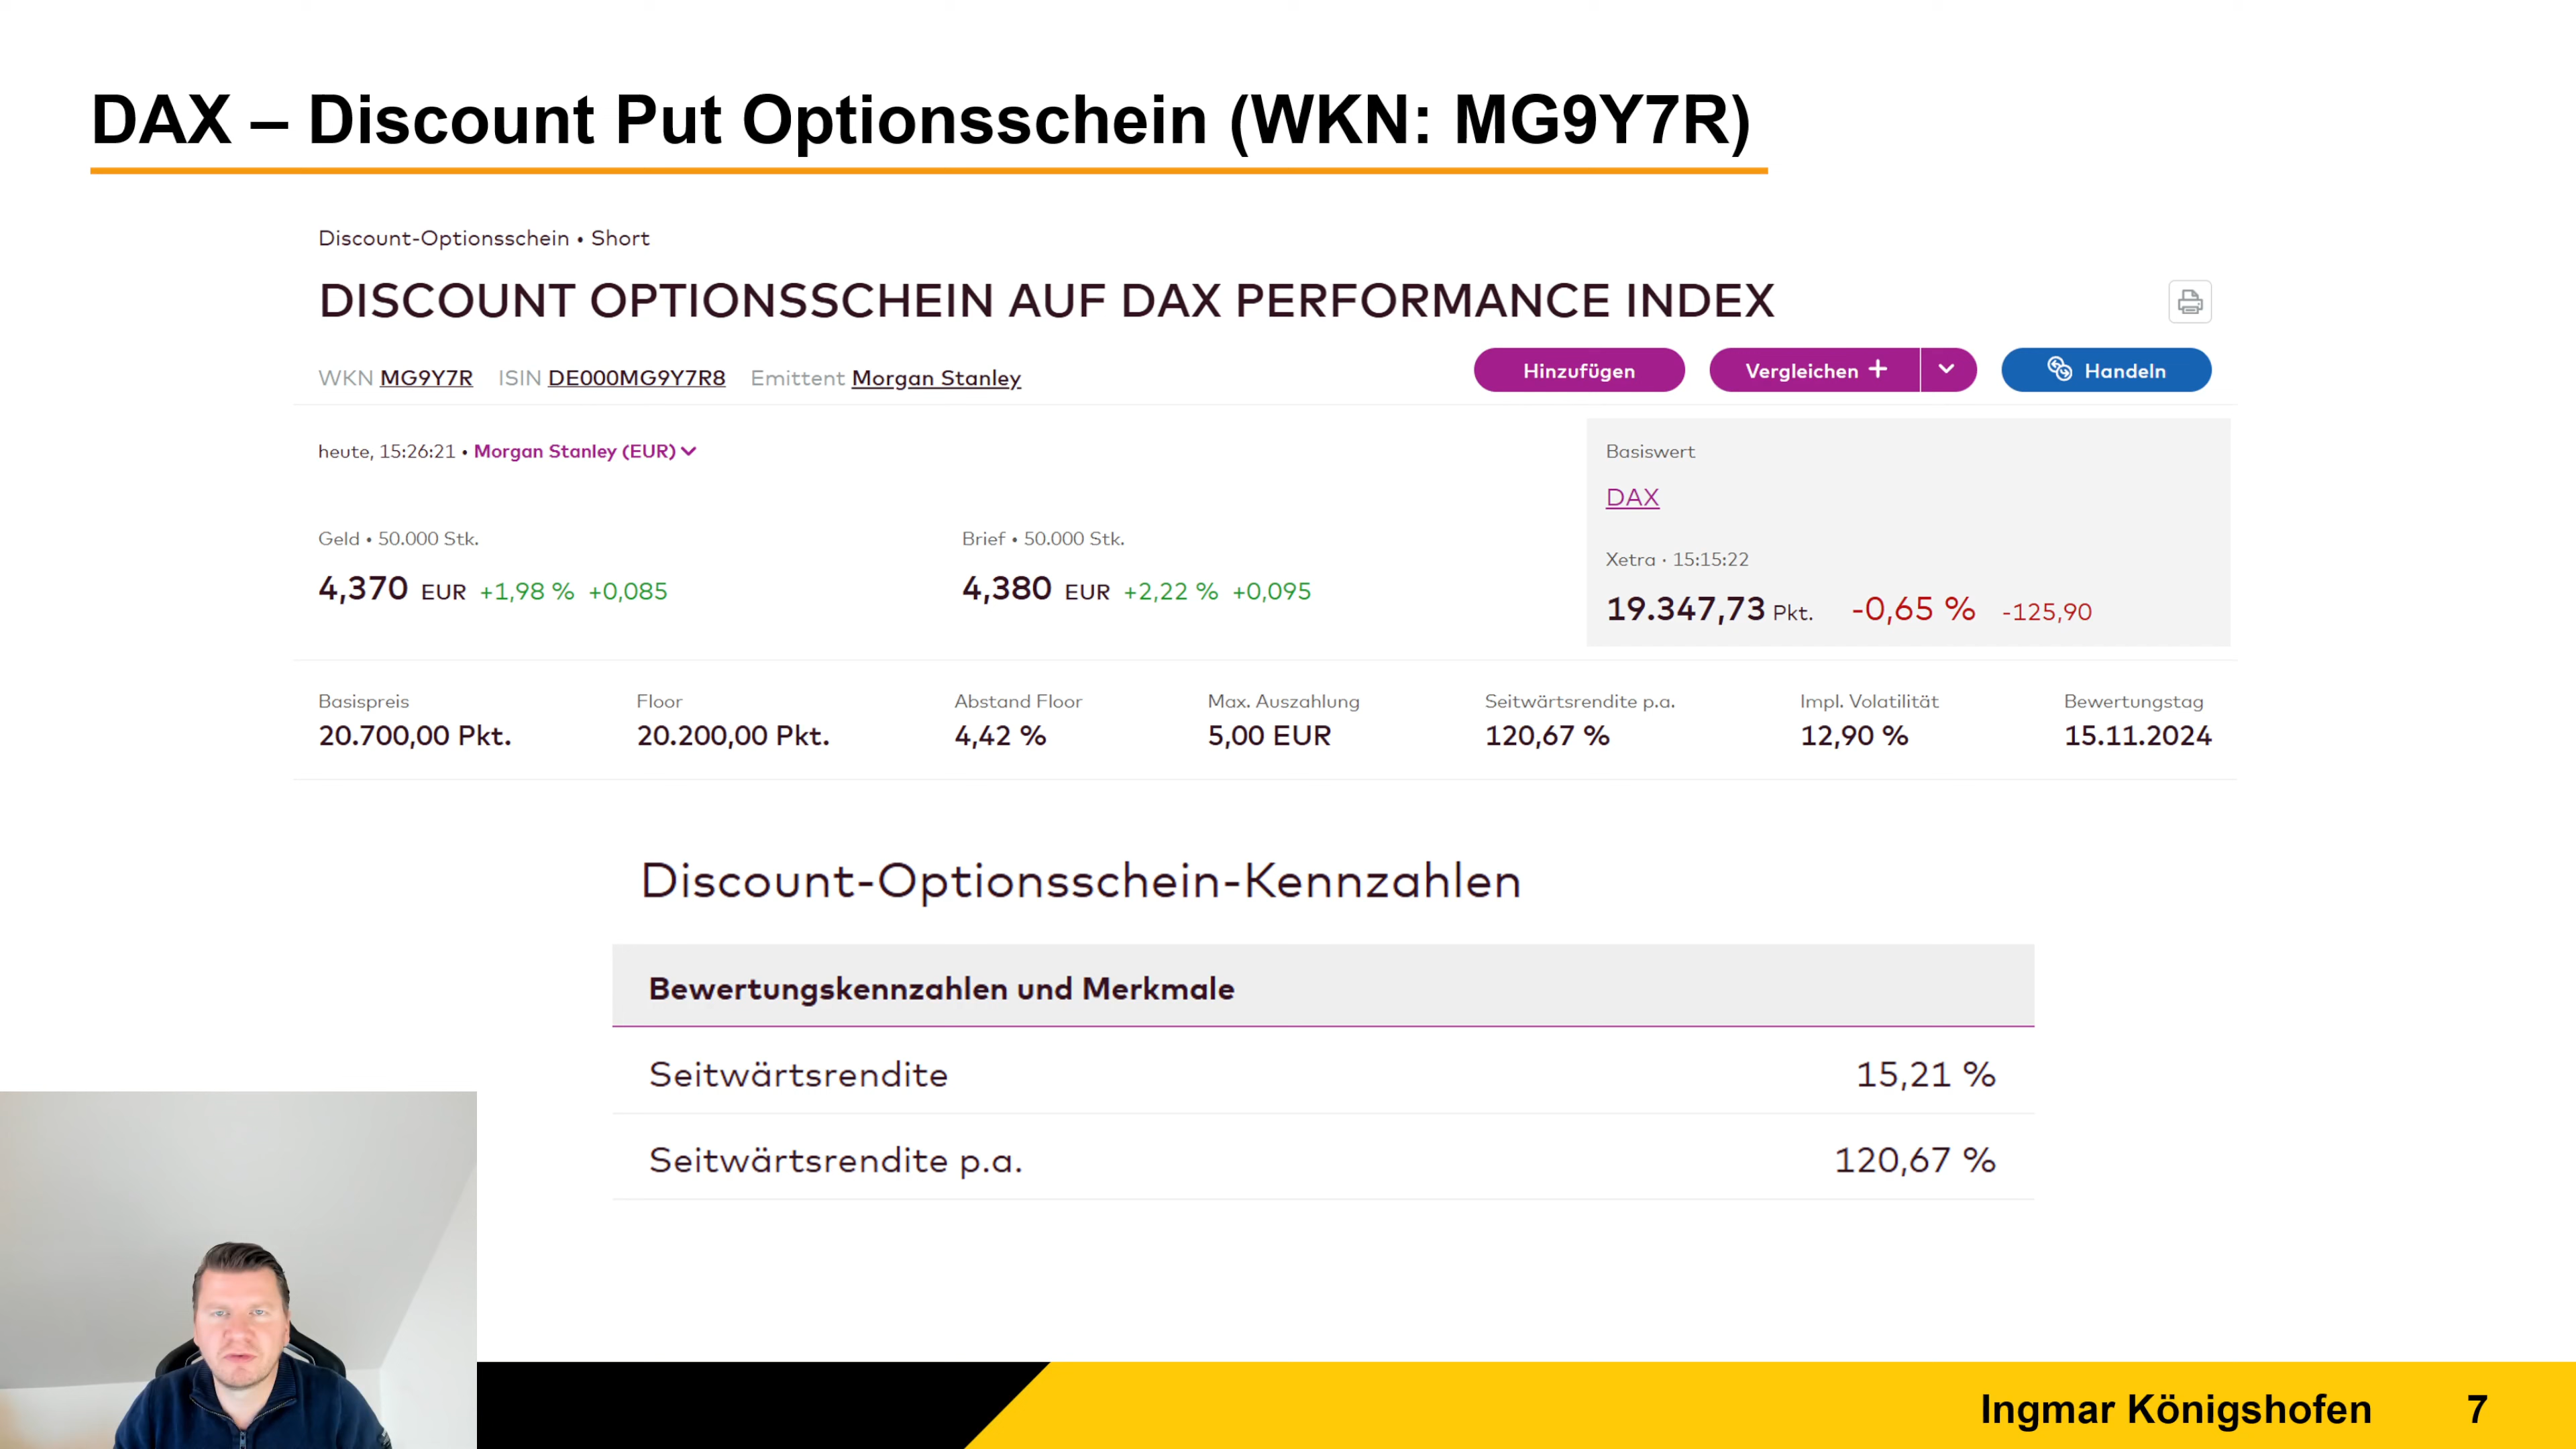 DAX – Discount Put Optionsschein (WKN: MG9Y7R)
Discount-Optionsschein • Short
DISCOUNT OPTIONSSCHEIN AUF DAX PERFORMANCE INDEX
WKN MG9Y7R ISIN DE000MG9Y7R8 Emittent Morgan Stanley
Hinzufügen Vergleichen + Handeln
heute, 15:26:21 • Morgan Stanley (EUR)
Geld • 50.000 Stk.
4,370 EUR +1,98 % +0,085
Brief • 50.000 Stk.
4,380 EUR +2,22 % +0,095
Basiswert
DAX
Xetra · 15:15:22
19.347,73 Pkt. -0,65 % -125,90
Basispreis Floor Abstand Floor Max. Auszahlung Seitwärtsrendite p.a. Impl. Volatilität Bewertungstag
20.700,00 Pkt. 20.200,00 Pkt. 4,42 % 5,00 EUR 120,67 % 12,90 % 15.11.2024
Discount-Optionsschein-Kennzahlen
Bewertungskennzahlen und Merkmale
Seitwärtsrendite 15,21 %
Seitwärtsrendite p.a. 120,67 %
Ingmar Königshofen 7